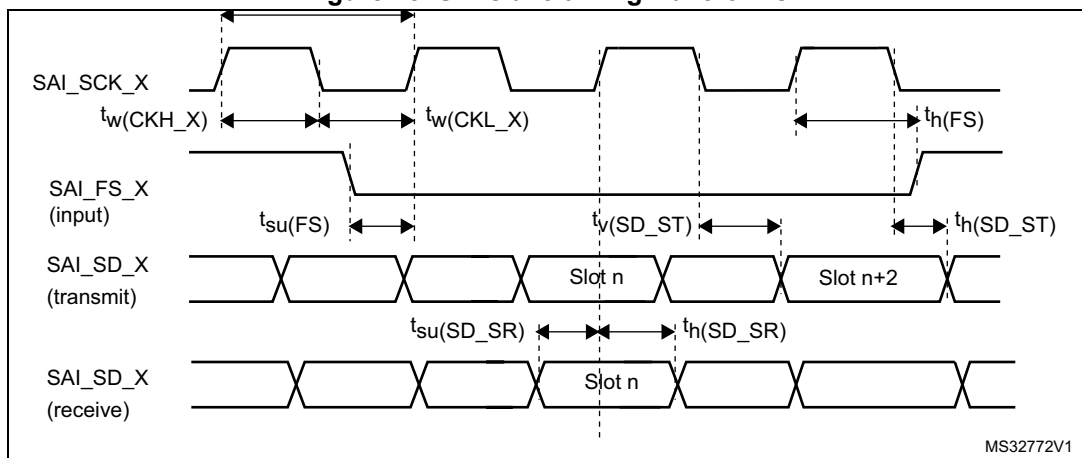 SAI_SCK_X
tw(CKH_X)
tw(CKL_X)
th(FS)
SAI_FS_X
(input)
tsu(FS)
tv(SD_ST)
th(SD_ST)
SAI_SD_X
(transmit)
Slot n
Slot n+2
tsu(SD_SR)
th(SD_SR)
SAI_SD_X
(receive)
Slot n
MS32772V1